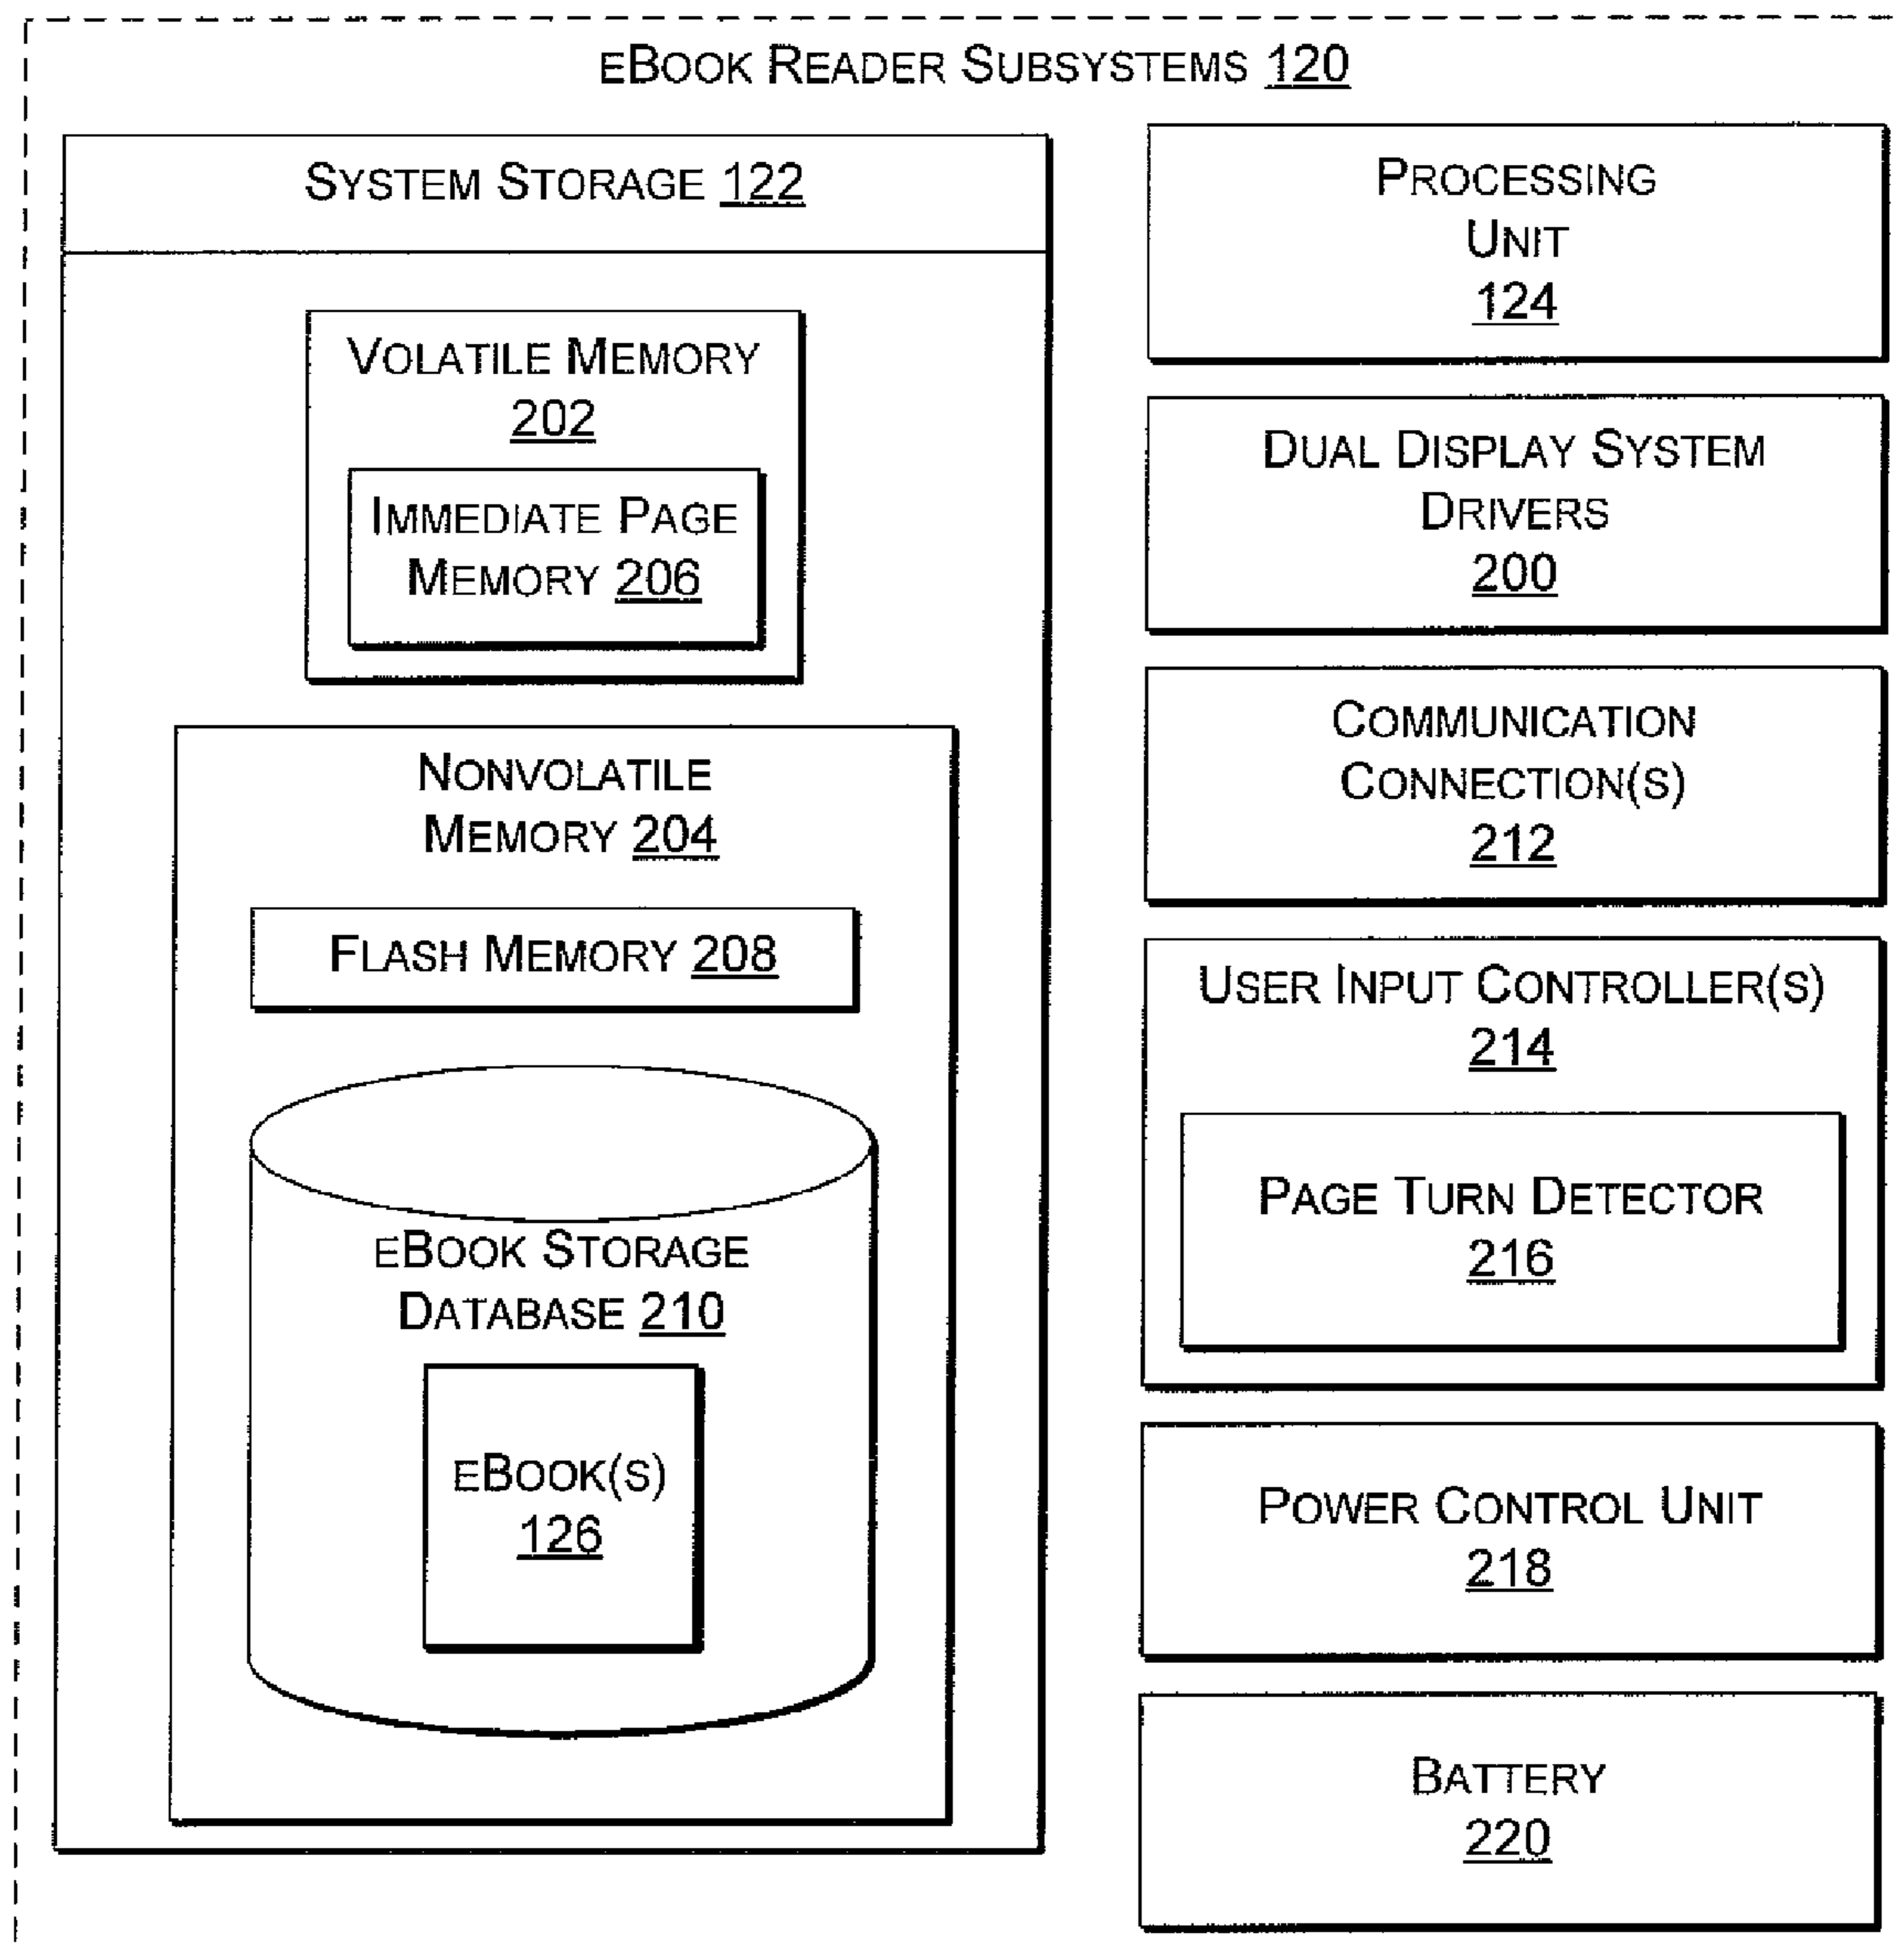 eBook Reader Subsystems 120
System Storage 122
Volatile Memory
202
Immediate Page
Memory 206
Nonvolatile
Memory 204
Flash Memory 208
eBook Storage
Database 210
eBook(s)
126
Processing
Unit
124
Dual Display System
Drivers
200
Communication
Connection(s)
212
User Input Controller(s)
214
Page Turn Detector
216
Power Control Unit
218
Battery
220